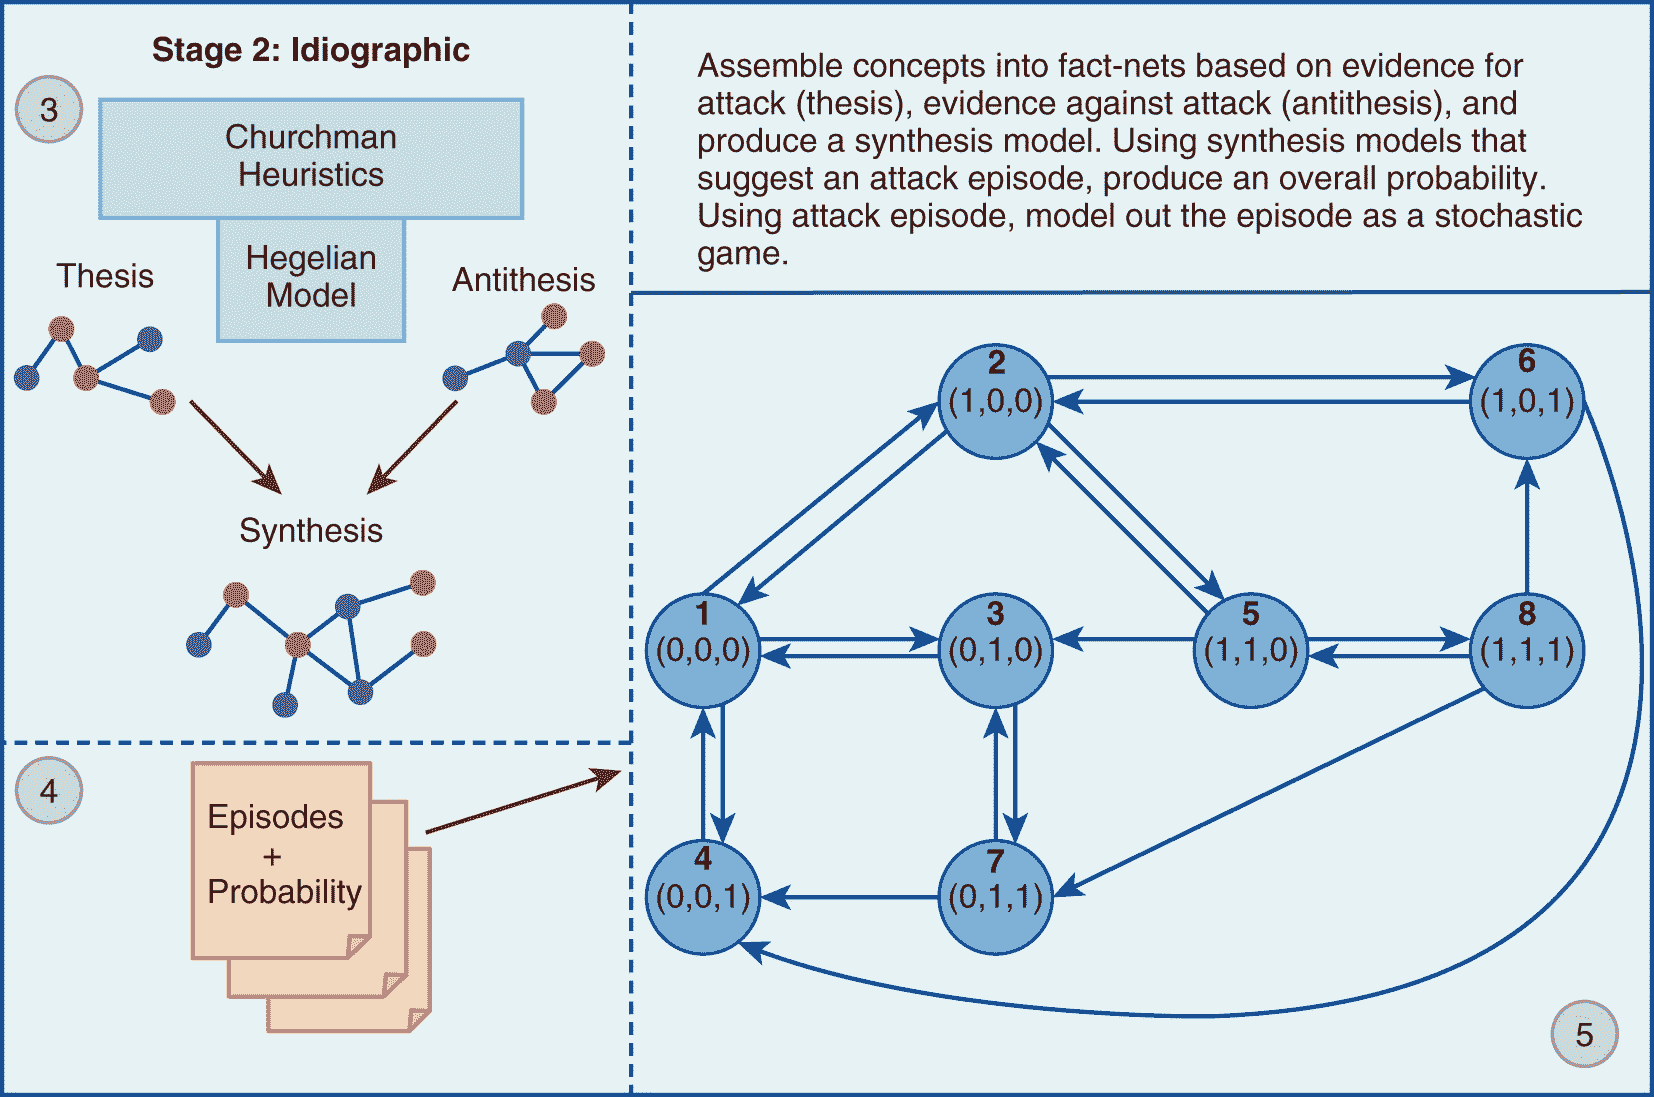 Stage 2: Idiographic
3
Churchman
Heuristics
Hegelian
Model
Thesis
Antithesis
Synthesis
4
Episodes
+
Probability
Assemble concepts into fact-nets based on evidence for
attack (thesis), evidence against attack (antithesis), and
produce a synthesis model. Using synthesis models that
suggest an attack episode, produce an overall probability.
Using attack episode, model out the episode as a stochastic
game.
2
(1,0,0)
6
(1,0,1)
1
(0,0,0)
3
(0,1,0)
5
(1,1,0)
8
(1,1,1)
4
(0,0,1)
7
(0,1,1)
5